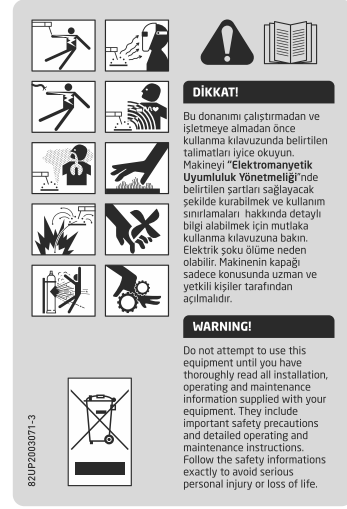 DİKKAT!
Bu donanımı çalıştırmadan ve
işletmeye almadan önce
kullanma kılavuzunda belirtilen
talimatları iyice okuyun.
Makineyi "Elektromanyetik
Uyumluluk Yönetmeliği"nde
belirtilen şartları sağlayacak
şekilde kurabilmek ve kullanım
sınırlamaları hakkında detaylı
bilgi alabilmek için mutlaka
kullanma kılavuzuna bakın.
Elektrik şoku ölüme neden
olabilir. Makinenin kapağı
sadece konusunda uzman ve
yetkili kişiler tarafından
açılmalıdır.
WARNING!
Do not attempt to use this
equipment until you have
thoroughly read all installation,
operating and maintenance
information supplied with your
equipment. They include
important safety precautions
and detailed operating and
maintenance instructions.
Follow the safety informations
exactly to avoid serious
personal injury or loss of life.
82UP2003071-3